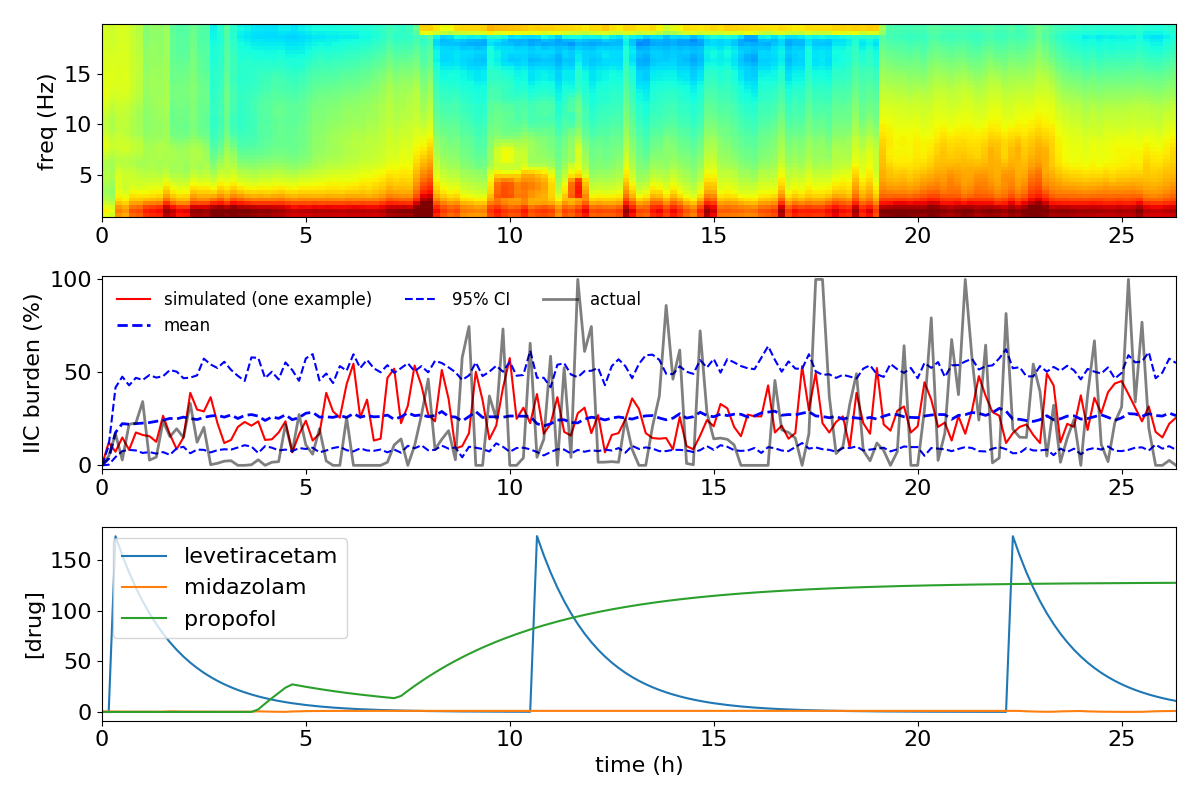 freq (Hz)
15
10
5
0 5 10 15 20 25
IIC burden (%)
100
50
0
simulated (one example) 95% CI actual
mean
0 5 10 15 20 25
[drug]
150
100
50
0
levetiracetam
midazolam
propofol
0 5 10 15 20 25
time (h)